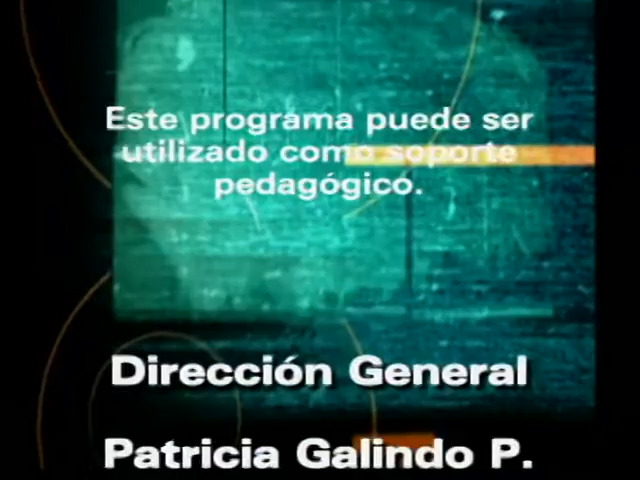 Este programa puede ser
utilizado como soporte
pedagógico.
Dirección General
Patricia Galindo P.